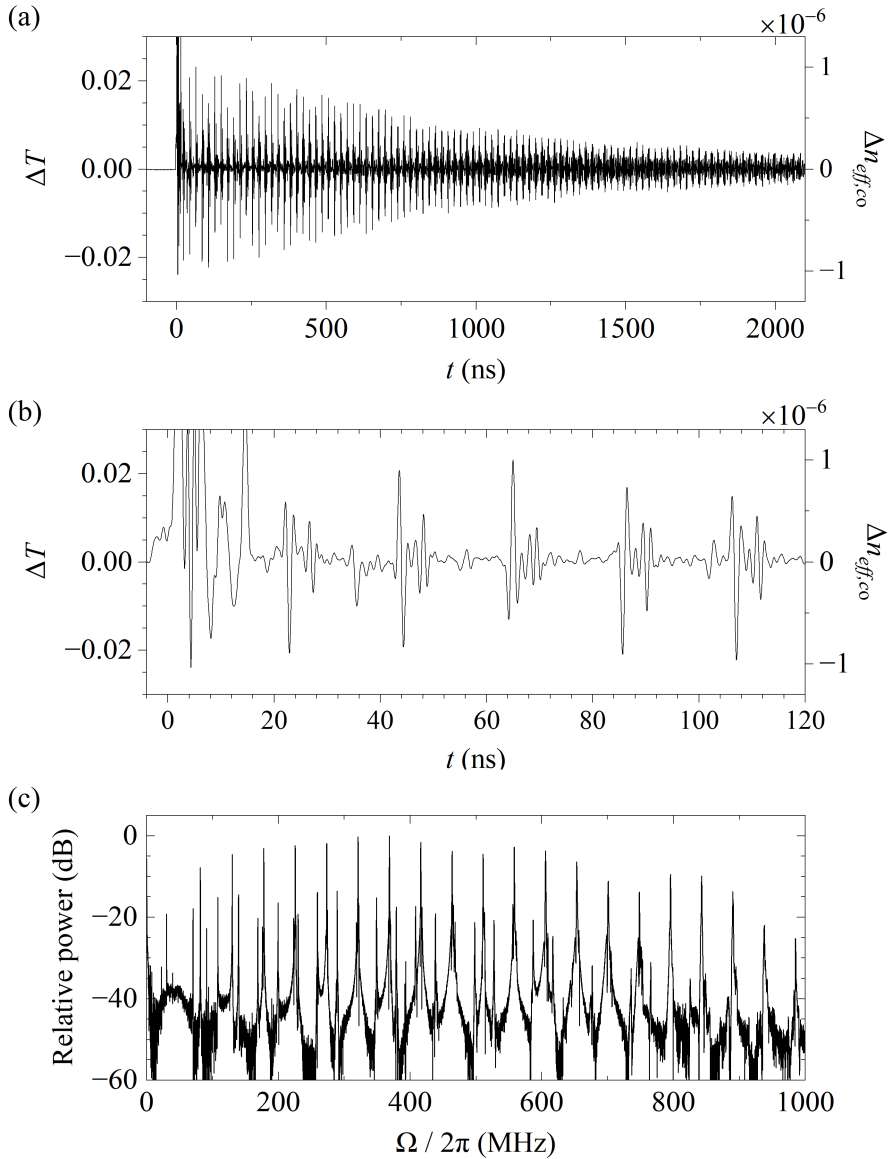 (a)
×10⁻⁶
0.02
0.00
−0.02
ΔT
1
0
−1
Δn_eff,co
0 500 1000 1500 2000
t (ns)
(b)
×10⁻⁶
0.02
0.00
−0.02
ΔT
1
0
−1
Δn_eff,co
0 20 40 60 80 100 120
t (ns)
(c)
Relative power (dB)
0
−20
−40
−60
0 200 400 600 800 1000
Ω / 2π (MHz)